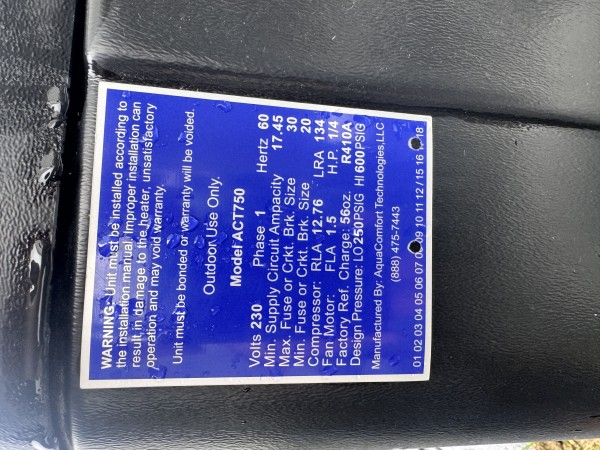 WARNING: Unit must be installed according to
the installation manual. Improper installation can
result in damage to the heater, unsatisfactory
operation and may void warranty.
Unit must be bonded or warranty will be voided.
Outdoor Use Only.
Model ACT750
Volts 230 Phase 1 Hertz 60
Min. Supply Circuit Ampacity 17.45
Max. Fuse or Crkt. Brk. Size 30
Min. Fuse or Crkt. Brk. Size 20
Compressor: RLA 12.76 LRA 134
Fan Motor: FLA 1.5 H.P. 1/4
Factory Ref. Charge: 56oz. R410A
Design Pressure: LO 250PSIG HI 600PSIG
Manufactured By: AquaComfort Technologies,LLC
(888) 475-7443
01 02 03 04 05 06 07 09 10 11 12 / 15 16 18